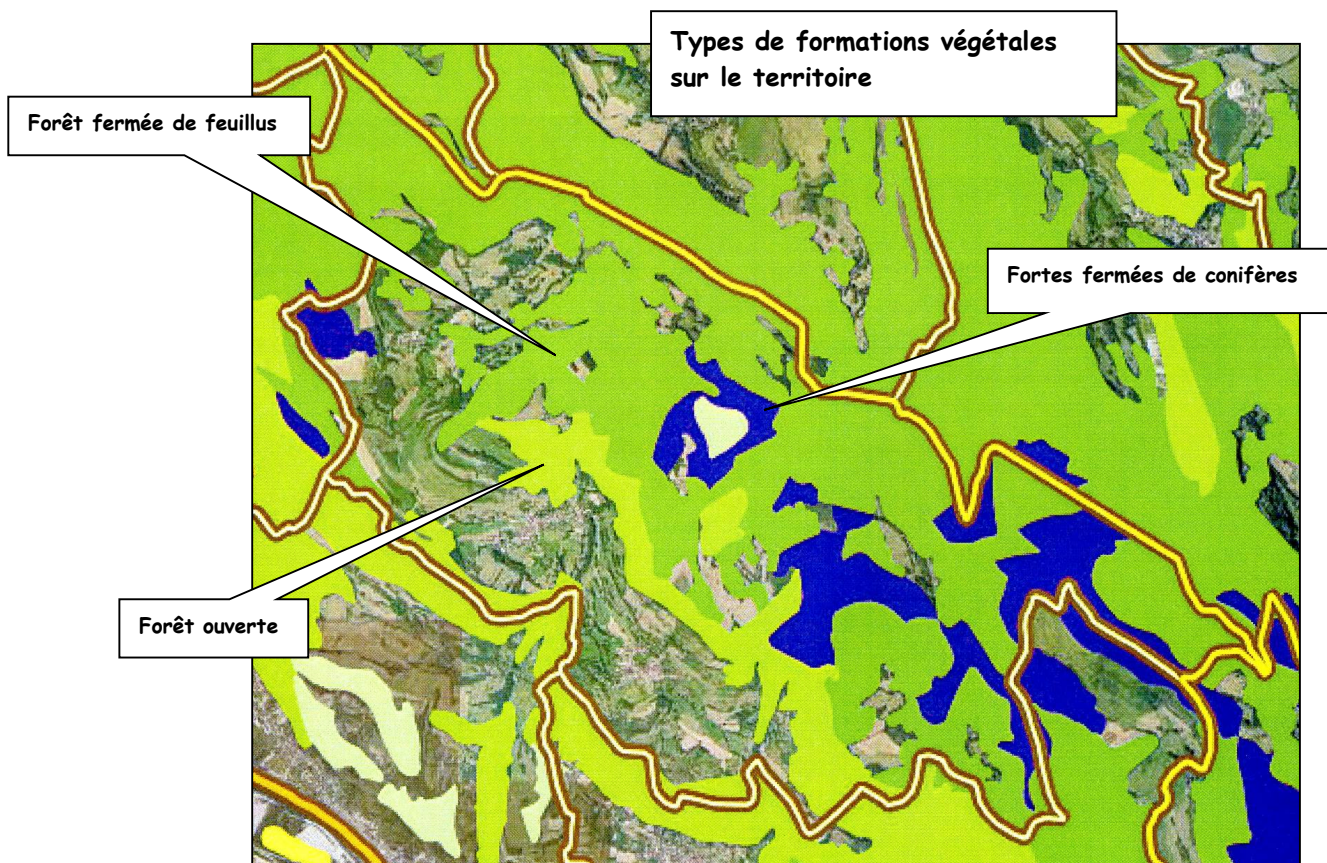 Types de formations végétales
sur le territoire
Forêt fermée de feuillus
Fortes fermées de conifères
Forêt ouverte